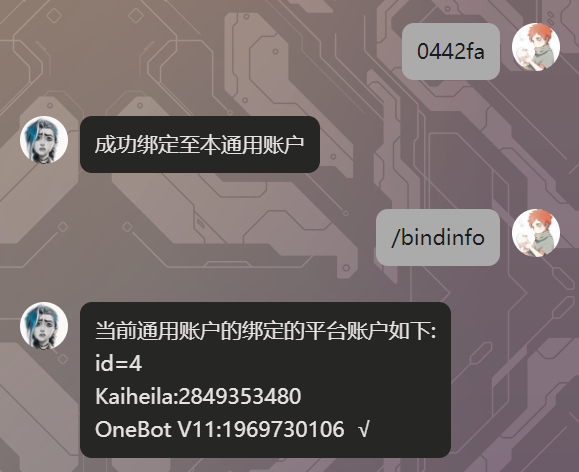 0442fa
成功绑定至本通用账户
/bindinfo
当前通用账户的绑定的平台账户如下:
id=4
Kaiheila:2849353480
OneBot V11:1969730106 √